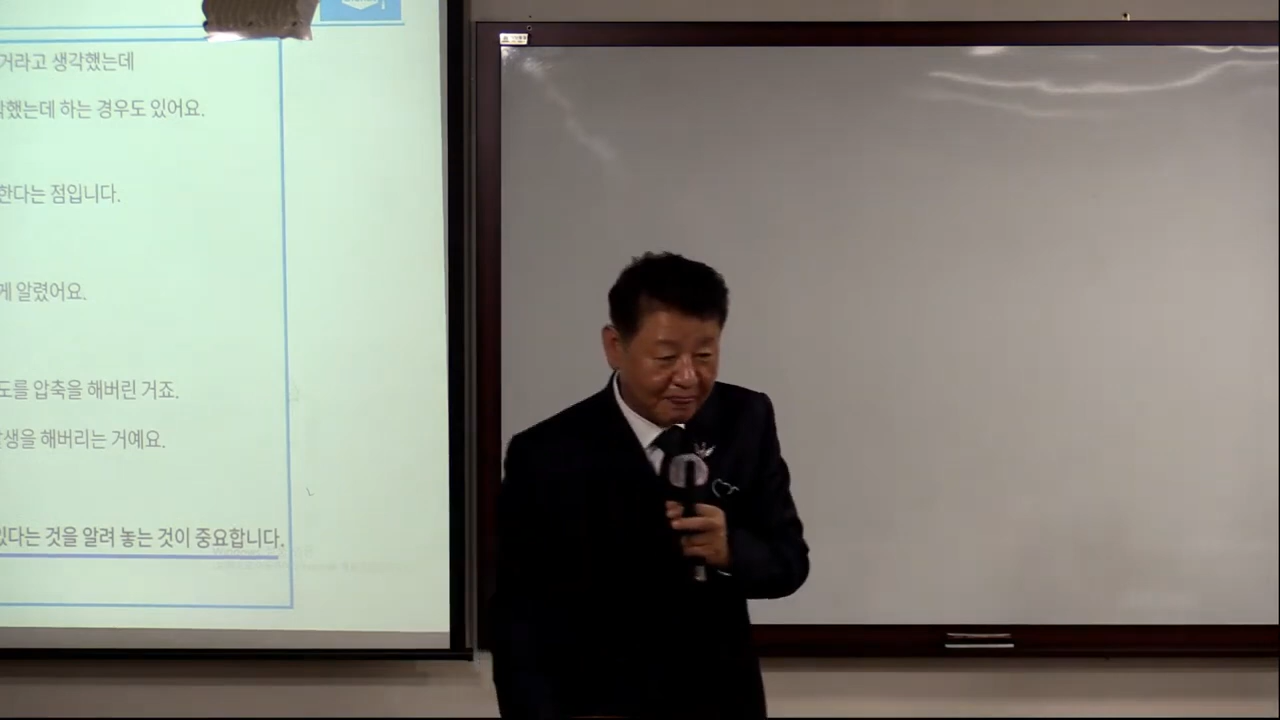 거라고 생각했는데
각했는데 하는 경우도 있어요.
한다는 점입니다.
게 알렸어요.
도를 압축을 해버린 거죠.
발생을 해버리는 거예요.
있다는 것을 알려 놓는 것이 중요합니다.